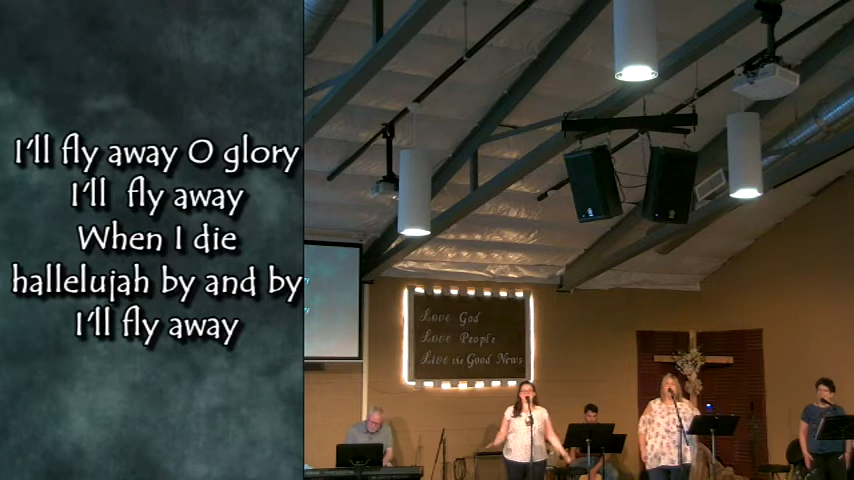 I'll fly away O glory
I'll fly away
When I die
hallelujah by and by
I'll fly away
Love God
Love People
Live the Good News